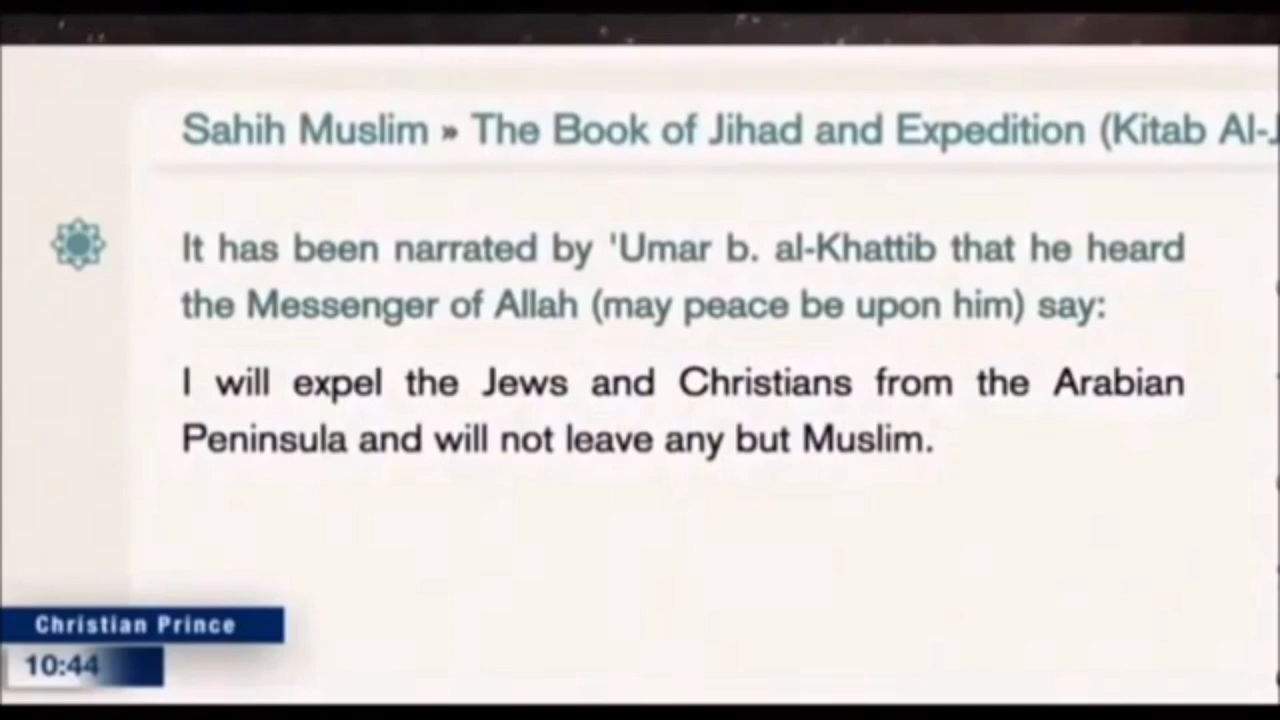 Sahih Muslim » The Book of Jihad and Expedition (Kitab Al-J
It has been narrated by 'Umar b. al-Khattib that he heard
the Messenger of Allah (may peace be upon him) say:
I will expel the Jews and Christians from the Arabian
Peninsula and will not leave any but Muslim.
Christian Prince
10:44